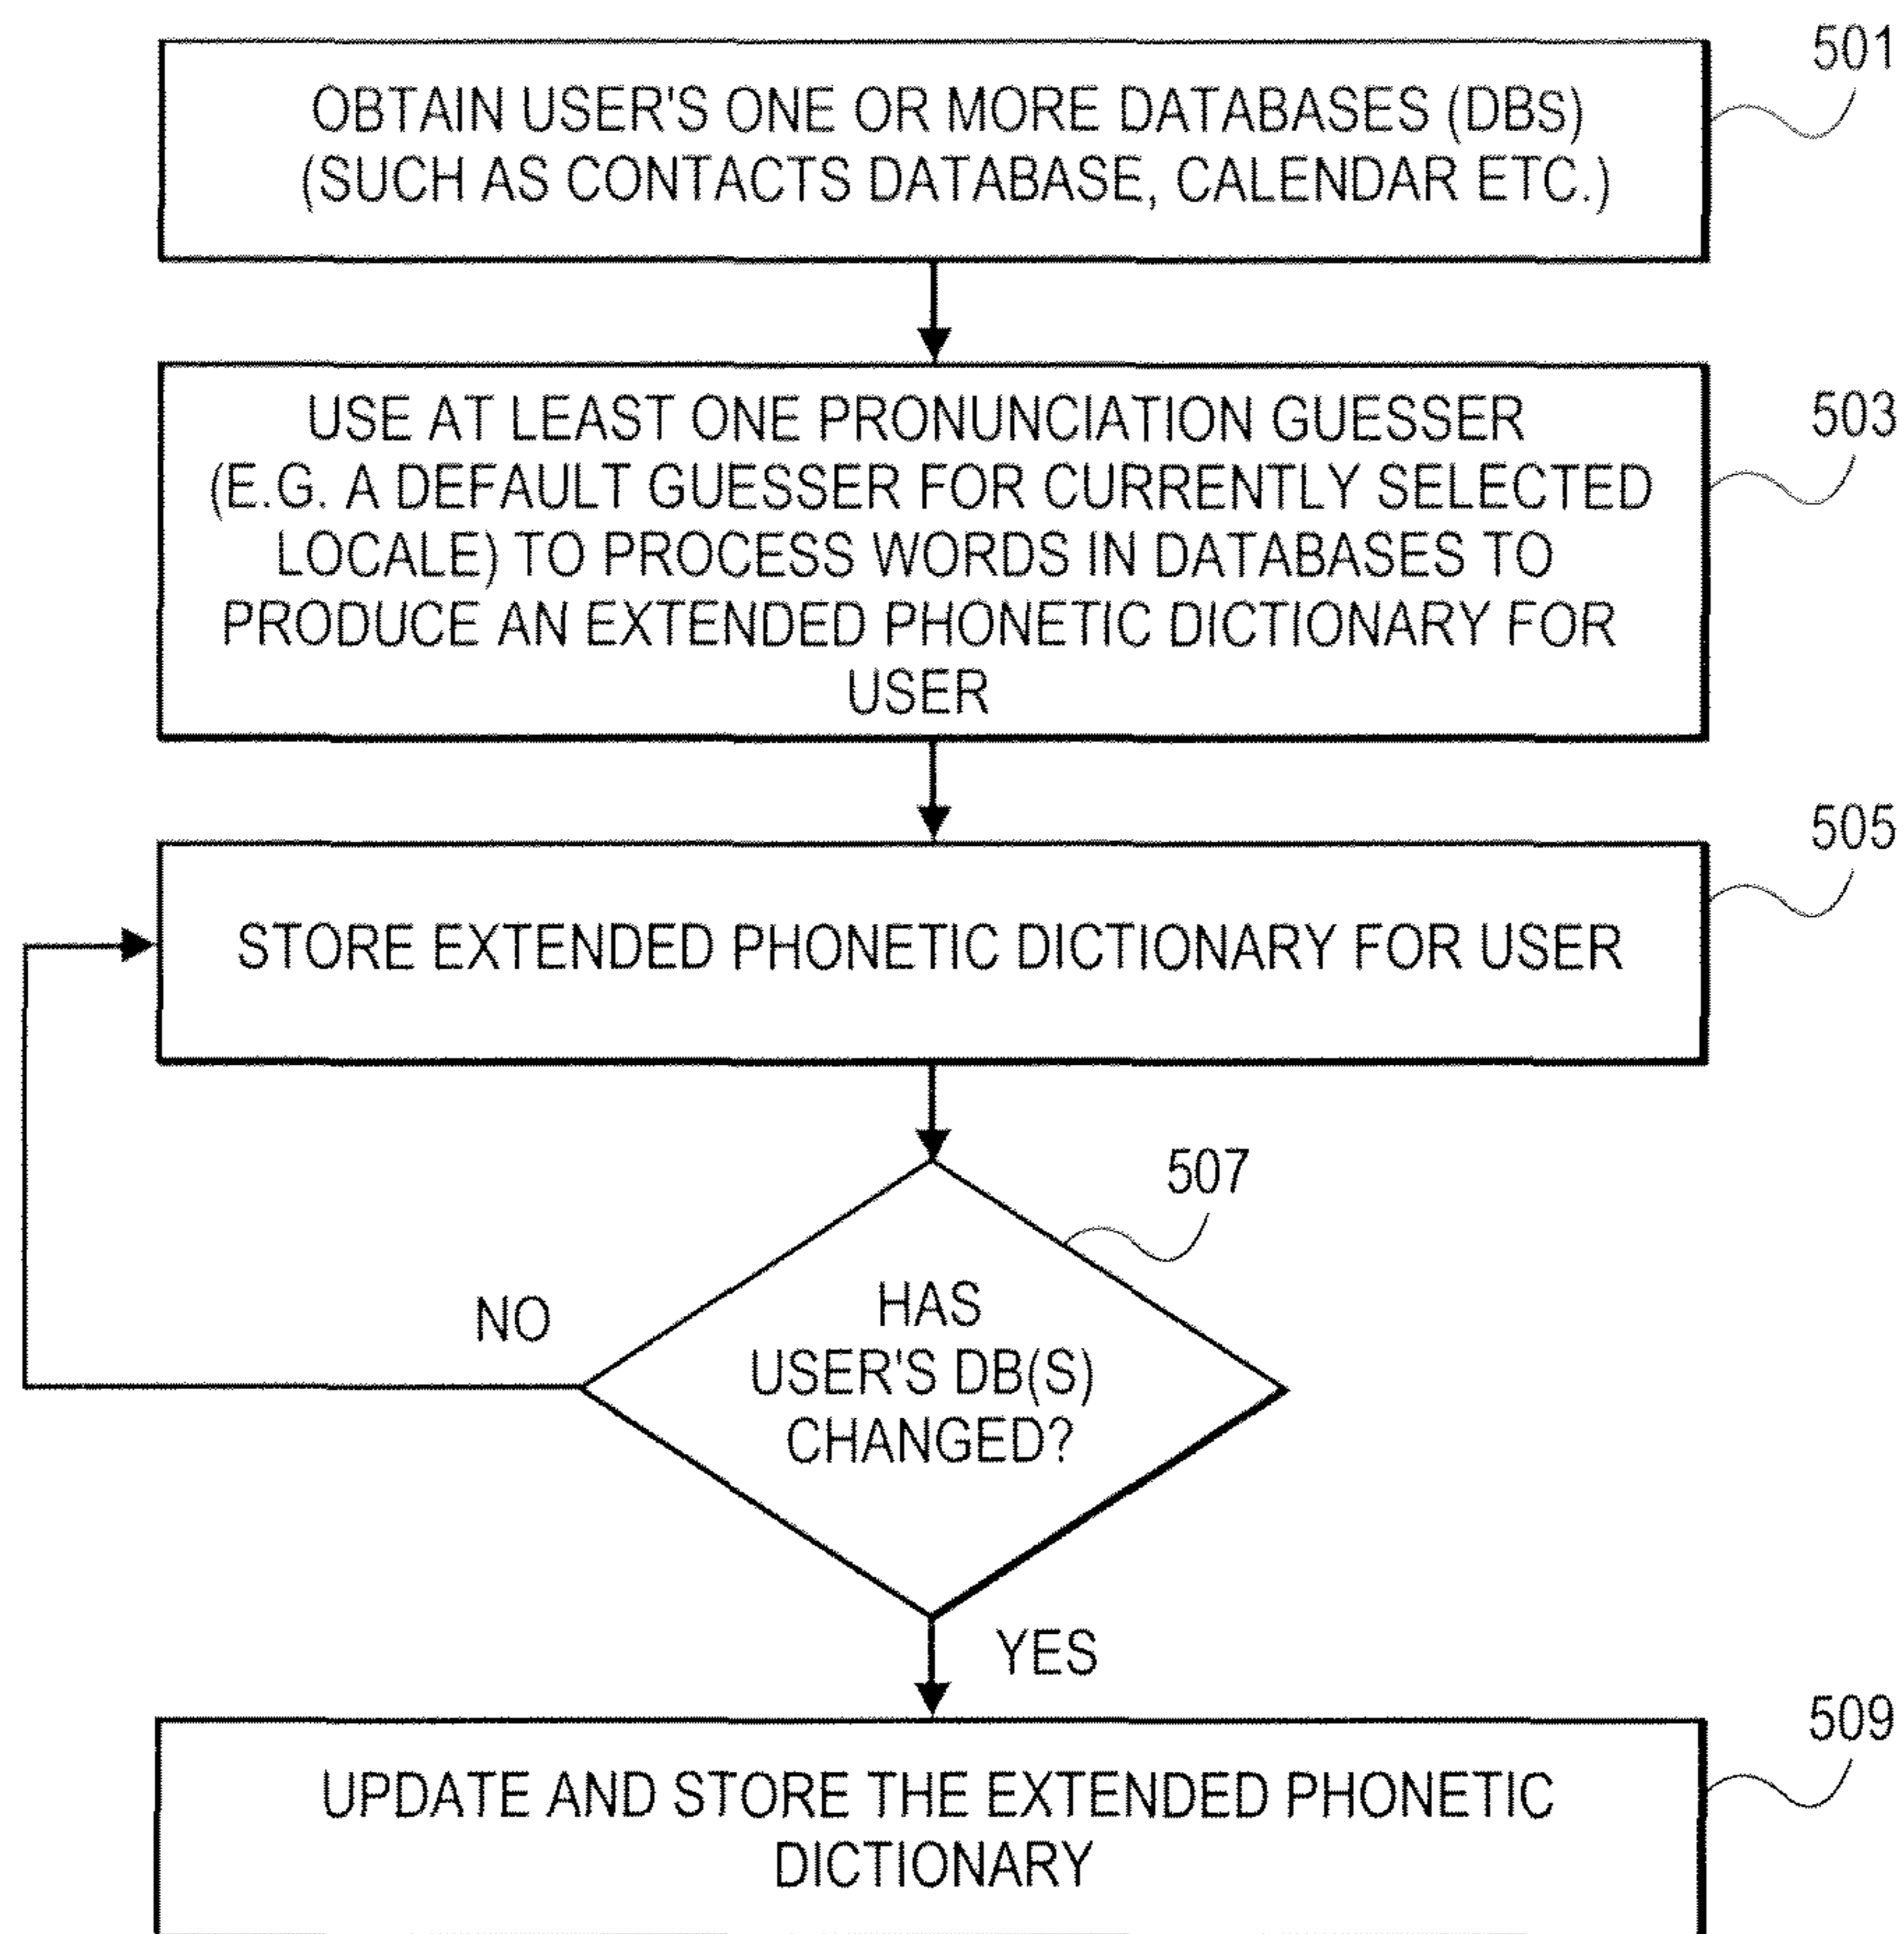 501
OBTAIN USER'S ONE OR MORE DATABASES (DBs)
(SUCH AS CONTACTS DATABASE, CALENDAR ETC.)
503
USE AT LEAST ONE PRONUNCIATION GUESSER
(E.G. A DEFAULT GUESSER FOR CURRENTLY SELECTED
LOCALE) TO PROCESS WORDS IN DATABASES TO
PRODUCE AN EXTENDED PHONETIC DICTIONARY FOR
USER
505
STORE EXTENDED PHONETIC DICTIONARY FOR USER
507
HAS
USER'S DB(S)
CHANGED?
NO
YES
509
UPDATE AND STORE THE EXTENDED PHONETIC
DICTIONARY